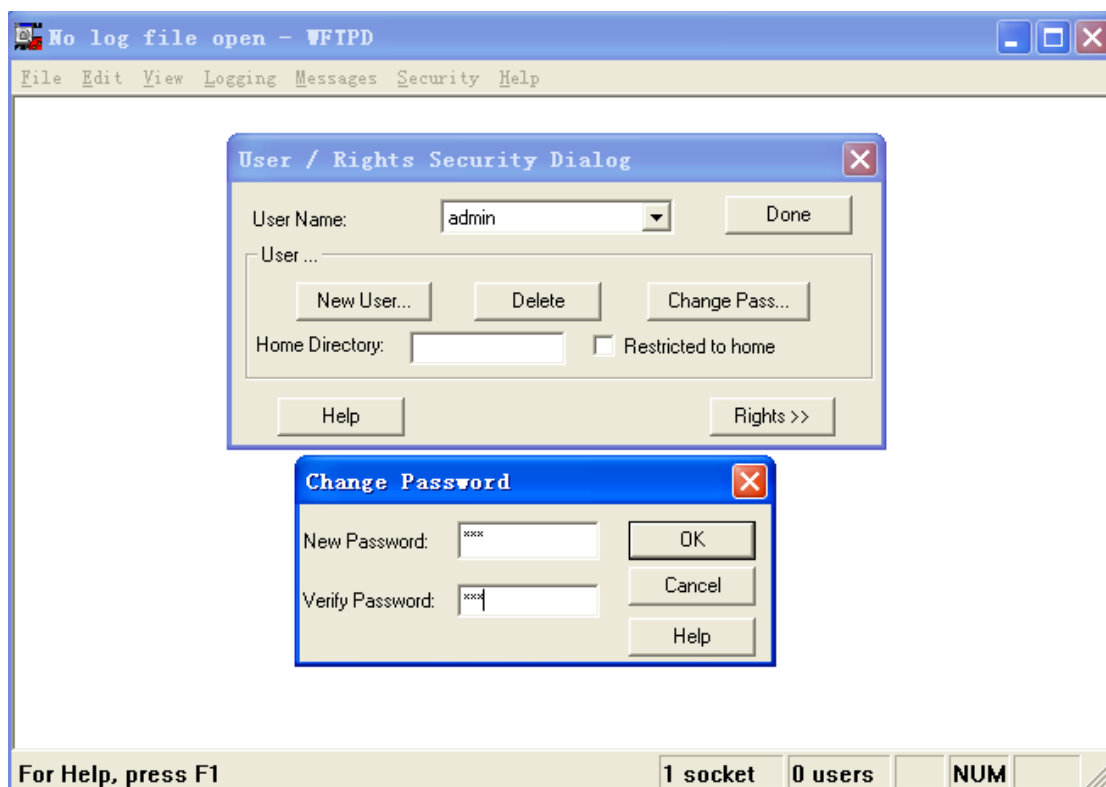 No log file open - WFTPD
File Edit View Logging Messages Security Help
User / Rights Security Dialog
User Name: admin Done
User ...
New User... Delete Change Pass...
Home Directory: Restricted to home
Help Rights >>
Change Password
New Password: *** OK
Cancel
Verify Password: ***
Help
For Help, press F1 1 socket 0 users NUM